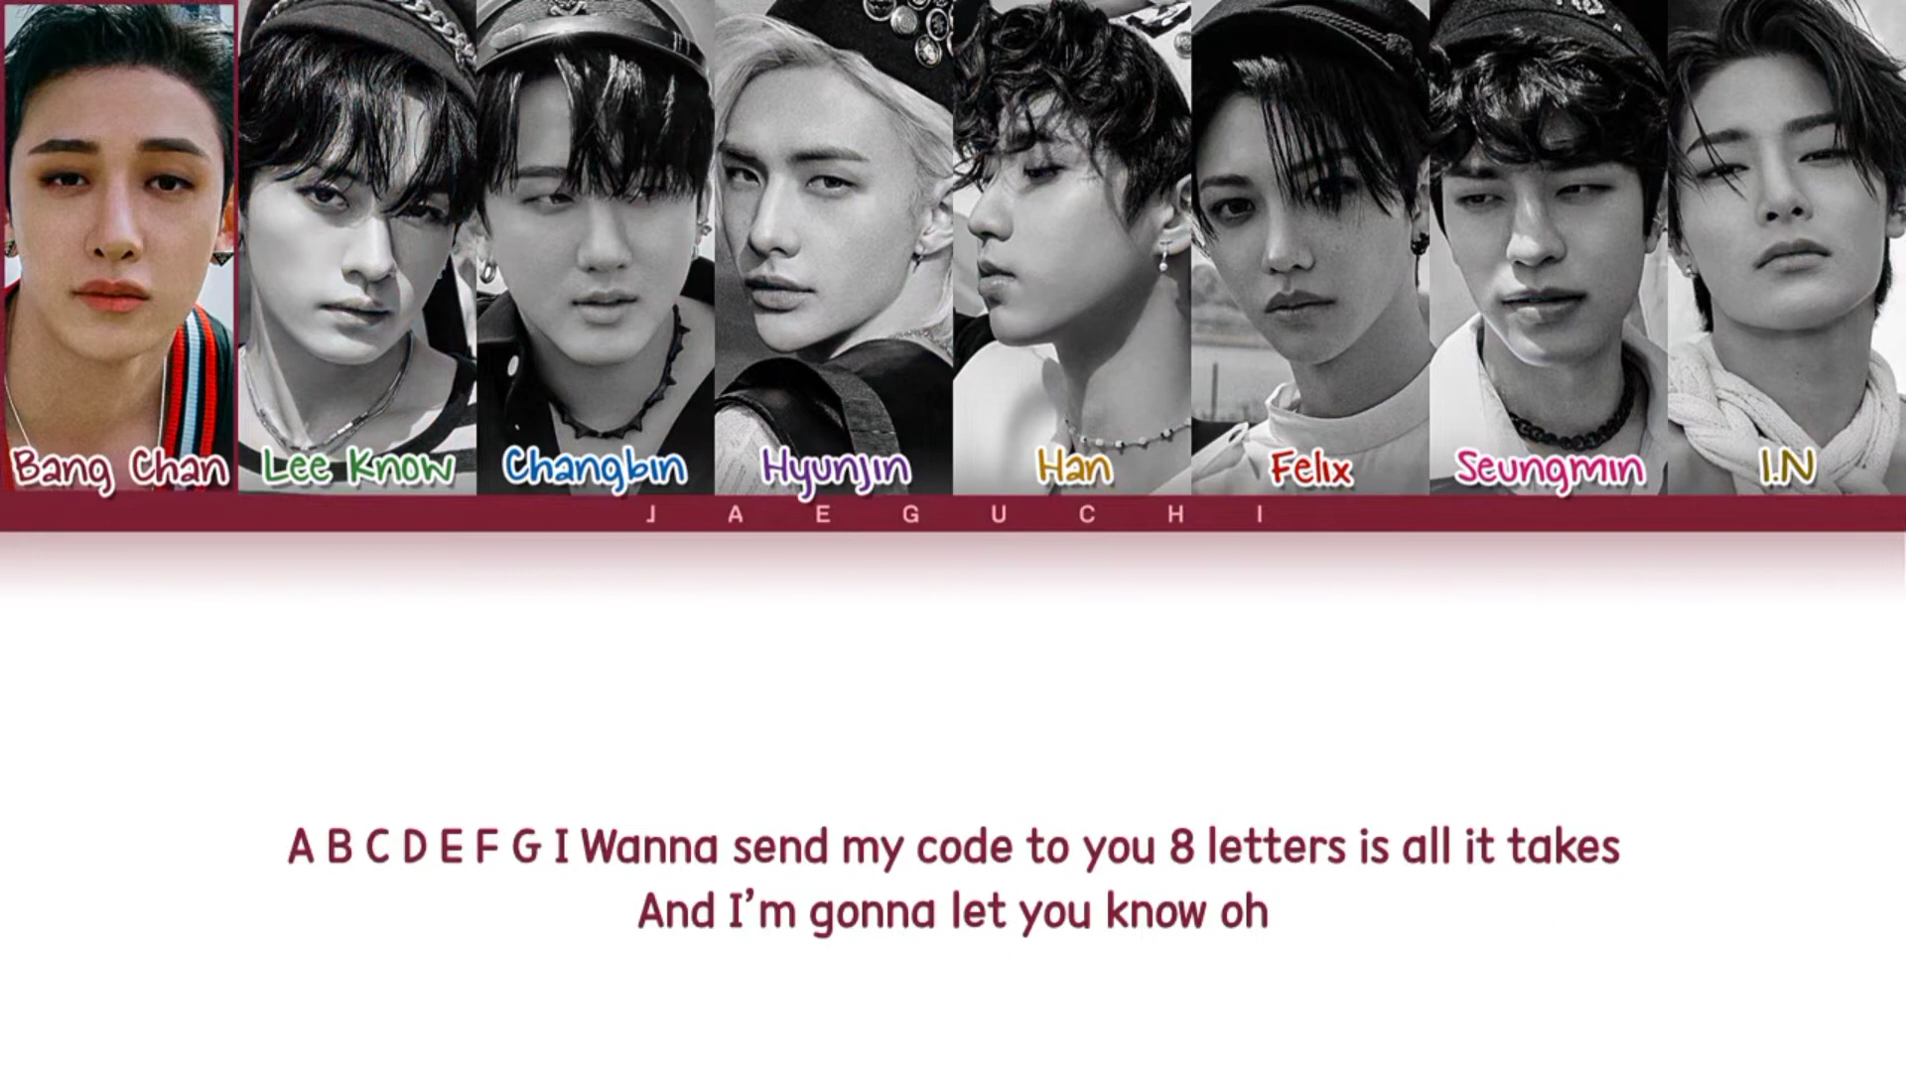 Bang Chan Lee Know Changbin Hyunjin Han Felix Seungmin I.N
JAEGUCHI
A B C D E F G I Wanna send my code to you 8 letters is all it takes
And I'm gonna let you know oh